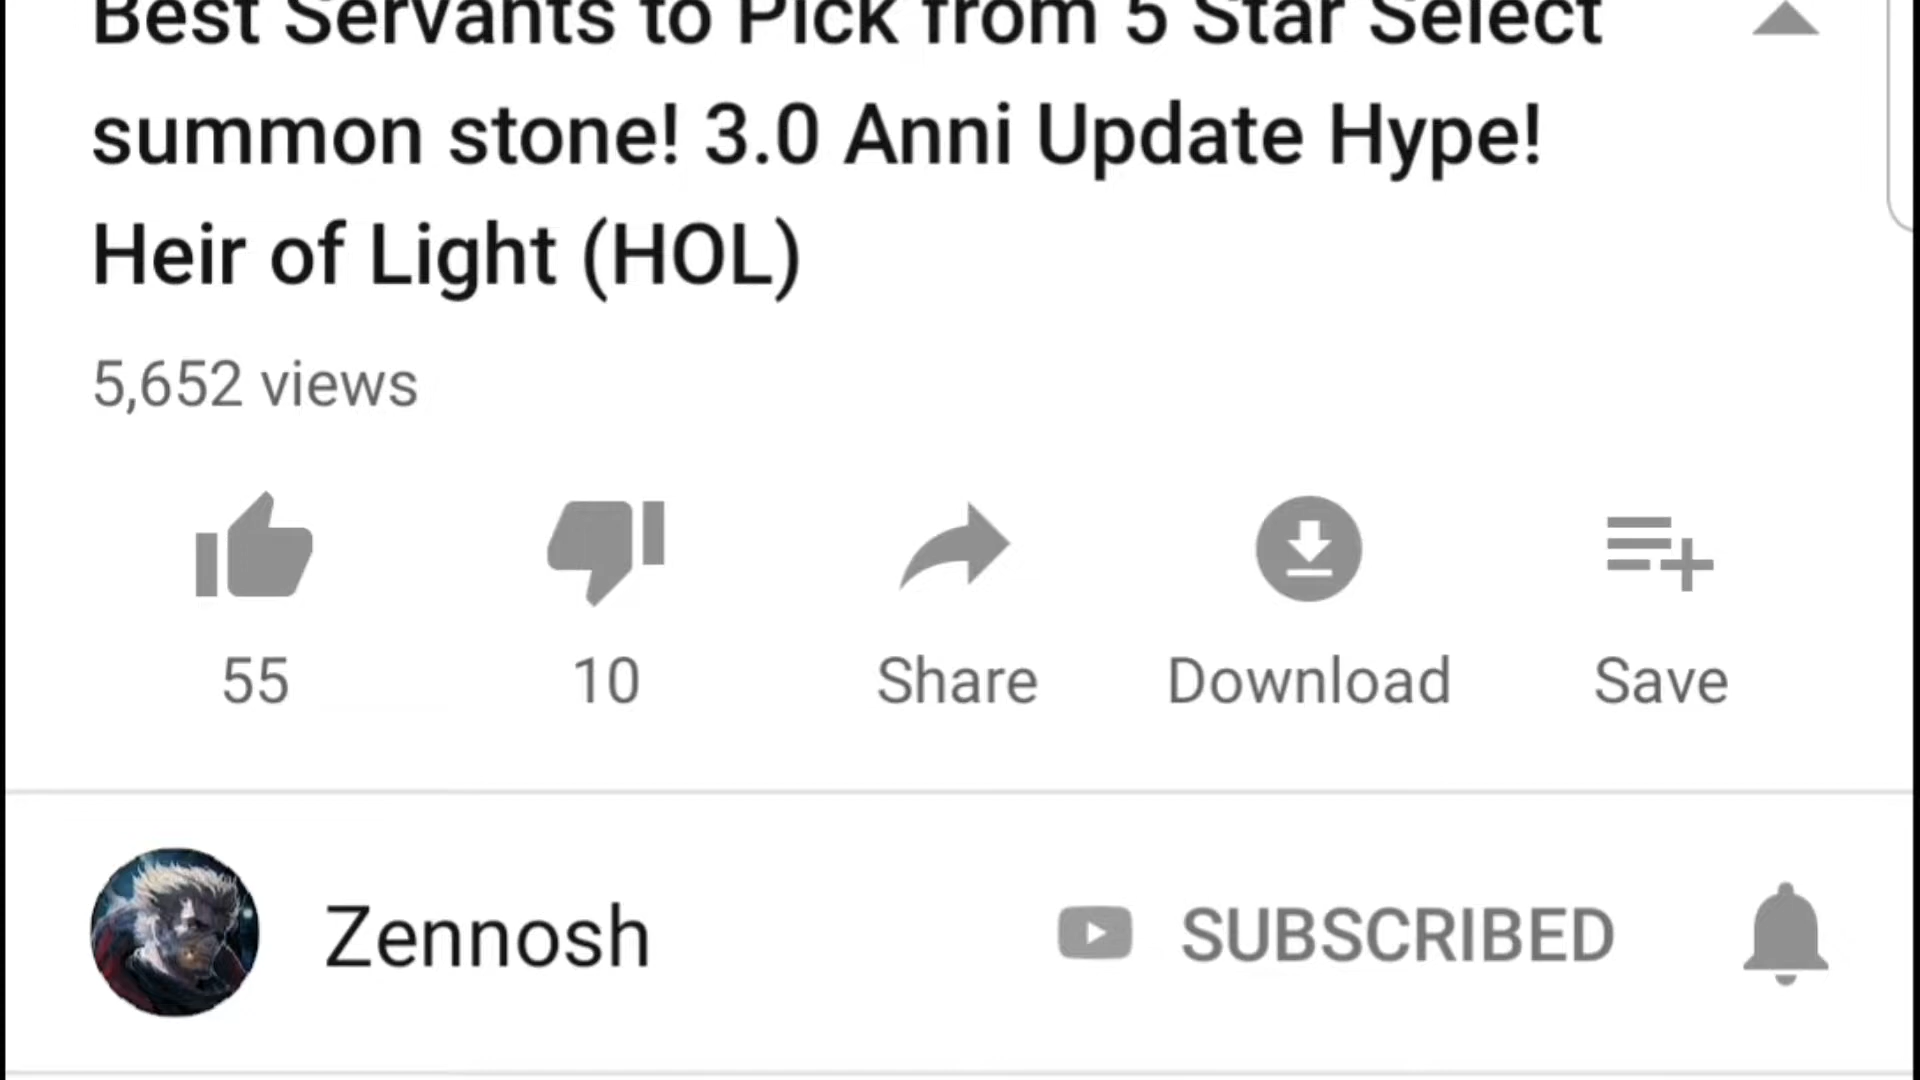 Best Servants to Pick from 5 Star Select
summon stone! 3.0 Anni Update Hype!
Heir of Light (HOL)
5,652 views
55 10 Share Download Save
Zennosh SUBSCRIBED